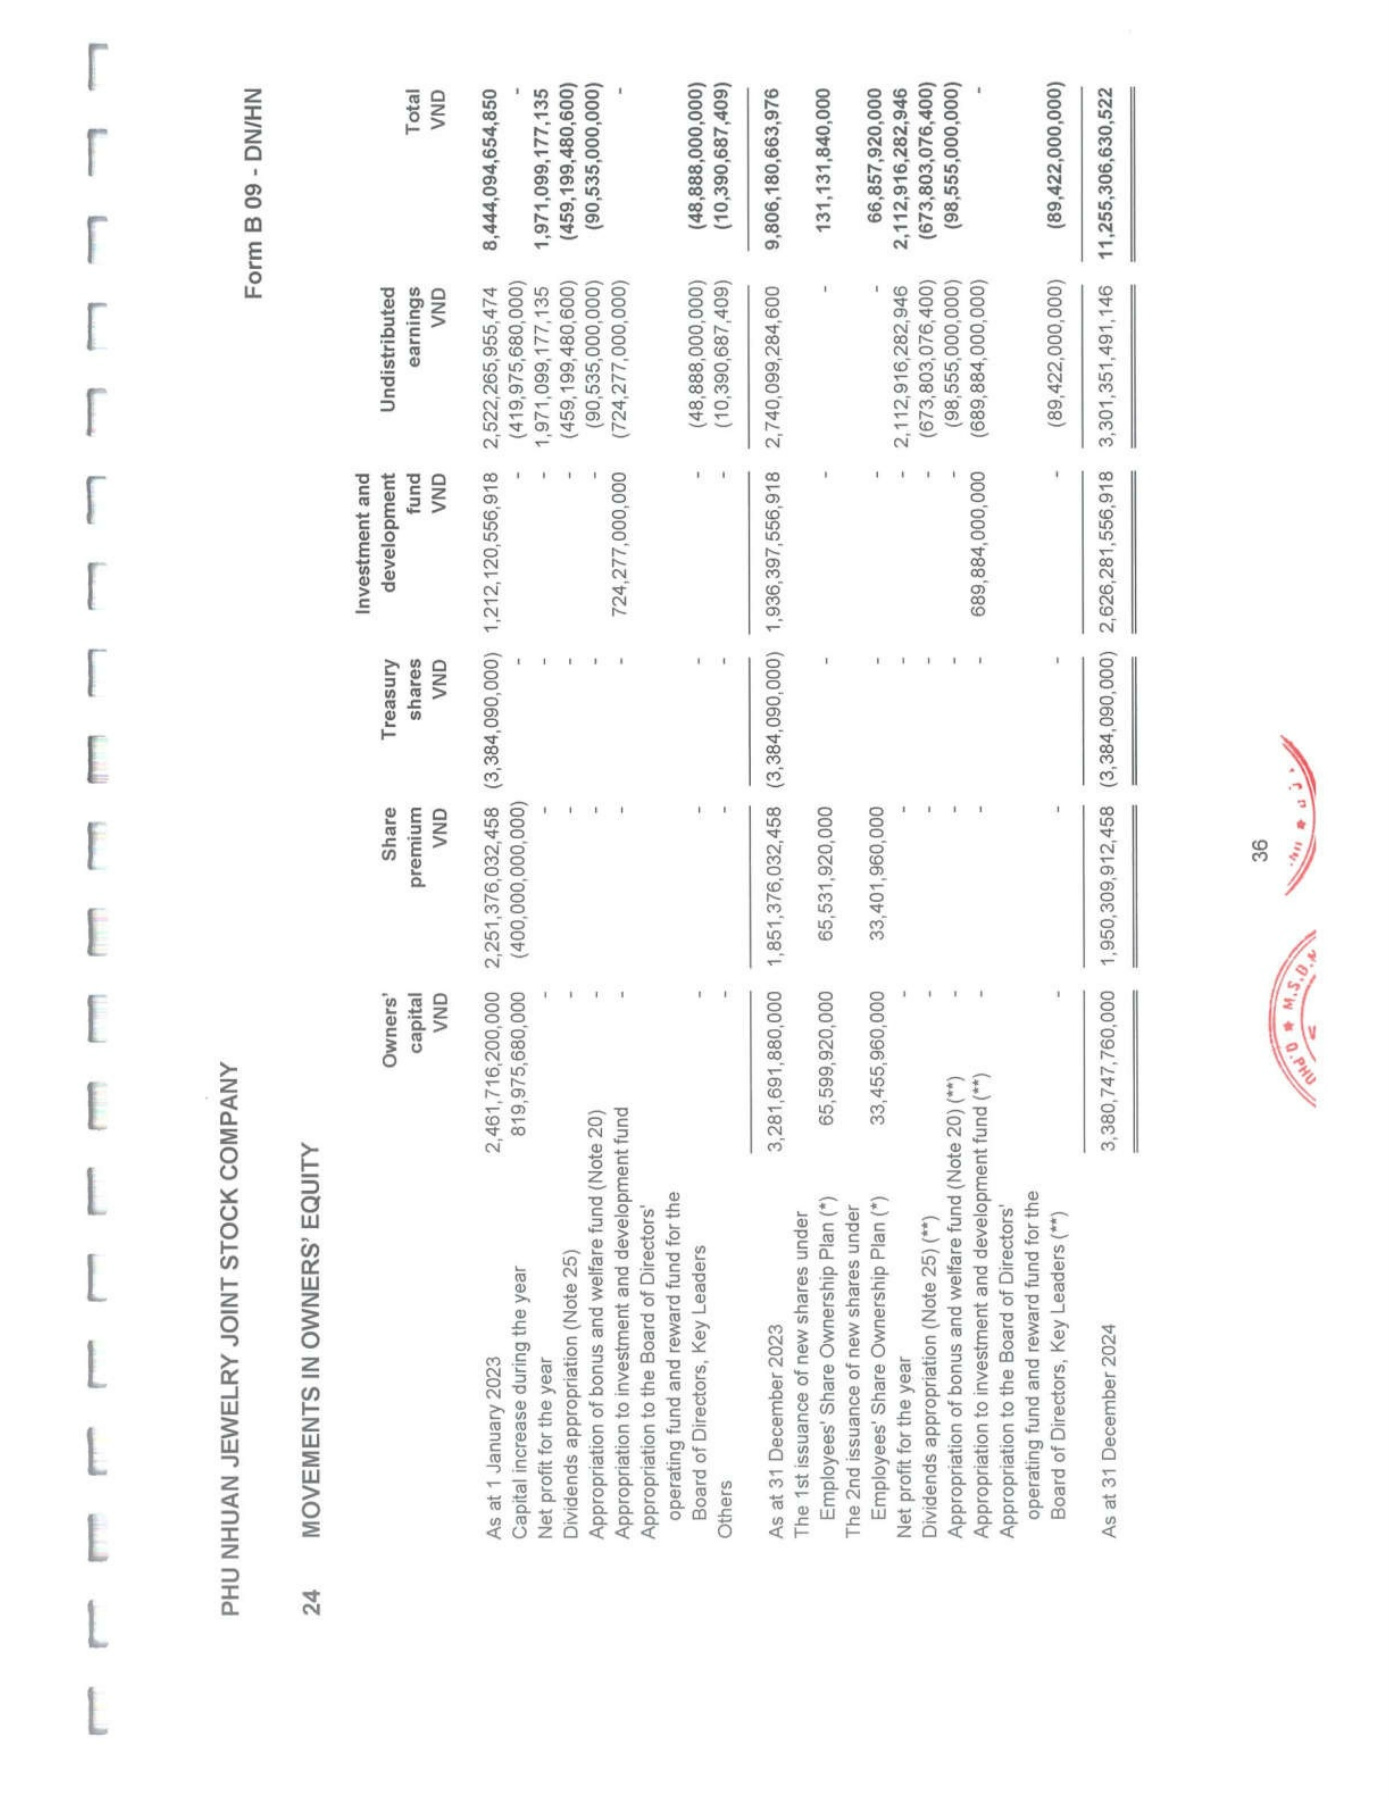 PHU NHUAN JEWELRY JOINT STOCK COMPANY
Form B 09 - DN/HN
24 MOVEMENTS IN OWNERS' EQUITY
Owners' capital VND Share premium VND Treasury shares VND Investment and development fund VND Undistributed earnings VND Total VND
As at 1 January 2023 2,461,716,200,000 2,251,376,032,458 (3,384,090,000) 1,212,120,556,918 2,522,265,955,474 8,444,094,654,850
Capital increase during the year 819,975,680,000 (400,000,000,000) - - (419,975,680,000) -
Net profit for the year - - - - 1,971,099,177,135 1,971,099,177,135
Dividends appropriation (Note 25) - - - - (459,199,480,600) (459,199,480,600)
Appropriation of bonus and welfare fund (Note 20) - - - - (90,535,000,000) (90,535,000,000)
Appropriation to investment and development fund - - - 724,277,000,000 (724,277,000,000) -
Appropriation to the Board of Directors'
operating fund and reward fund for the
Board of Directors, Key Leaders - - - - (48,888,000,000) (48,888,000,000)
Others - - - - (10,390,687,409) (10,390,687,409)
As at 31 December 2023 3,281,691,880,000 1,851,376,032,458 (3,384,090,000) 1,936,397,556,918 2,740,099,284,600 9,806,180,663,976
The 1st issuance of new shares under
Employees' Share Ownership Plan (*) 65,599,920,000 65,531,920,000 - - - 131,131,840,000
The 2nd issuance of new shares under
Employees' Share Ownership Plan (*) 33,455,960,000 33,401,960,000 - - - 66,857,920,000
Net profit for the year - - - - 2,112,916,282,946 2,112,916,282,946
Dividends appropriation (Note 25) (**) - - - - (673,803,076,400) (673,803,076,400)
Appropriation of bonus and welfare fund (Note 20) (**) - - - - (98,555,000,000) (98,555,000,000)
Appropriation to investment and development fund (**) - - - 689,884,000,000 (689,884,000,000) -
Appropriation to the Board of Directors'
operating fund and reward fund for the
Board of Directors, Key Leaders (**) - - - - (89,422,000,000) (89,422,000,000)
As at 31 December 2024 3,380,747,760,000 1,950,309,912,458 (3,384,090,000) 2,626,281,556,918 3,301,351,491,146 11,255,306,630,522
36
M.S.D.N
PHU